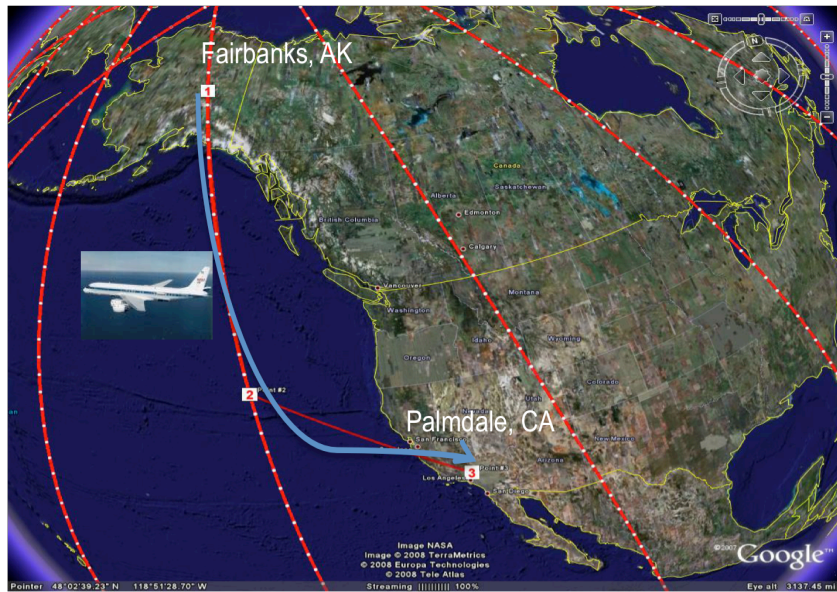 N
Fairbanks, AK
1
Canada
Alberta
Saskatchewan
Edmonton
British Columbia
Calgary
Vancouver
Washington
Montana
Oregon
Idaho
Wyoming
2
Point #2
Colorado
Nevada
Utah
Palmdale, CA
San Francisco
New Mexico
Arizona
3
Point#3
Los Angeles
San Diego
Image NASA
Image © 2008 TerraMetrics
© 2008 Europa Technologies
© 2008 Tele Atlas
©2007 Google™
Pointer 48°02'39.23" N 118°51'28.70" W
Streaming |||||||||| 100%
Eye alt 3137.45 mi